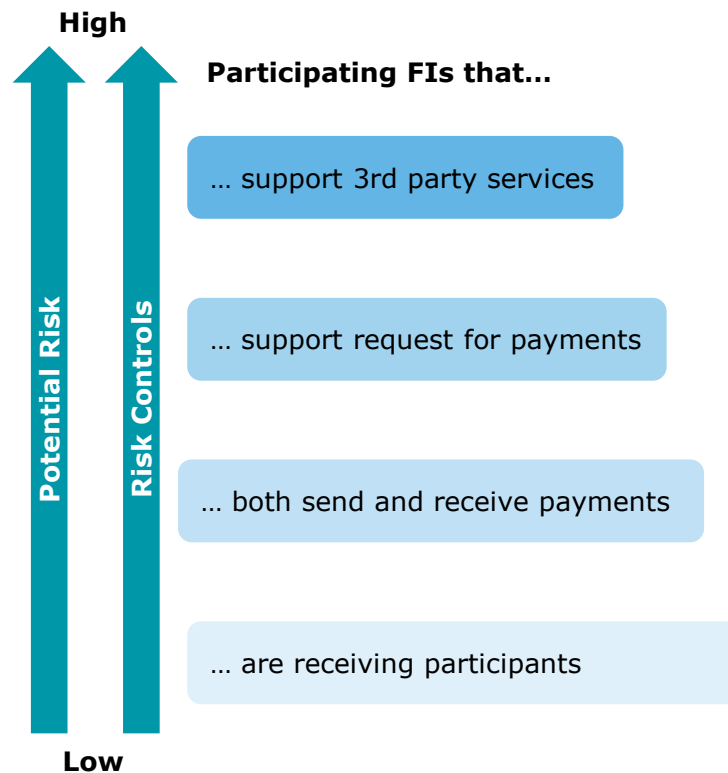 High
Participating FIs that...
... support 3rd party services
... support request for payments
Potential Risk
Risk Controls
... both send and receive payments
... are receiving participants
Low